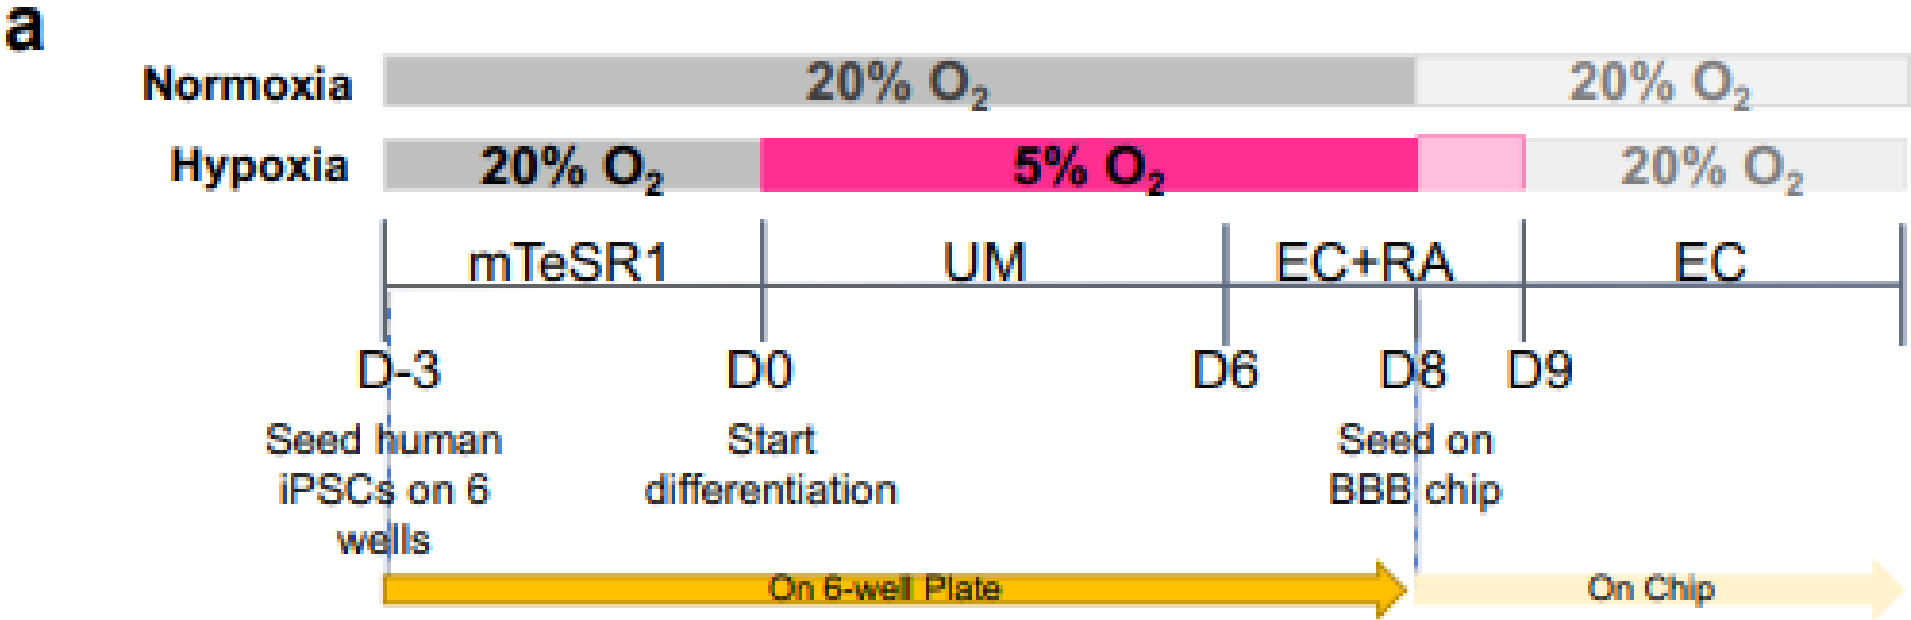 a
Normoxia 20% O₂ 20% O₂
Hypoxia 20% O₂ 5% O₂ 20% O₂
mTeSR1 UM EC+RA EC
D-3 D0 D6 D8 D9
Seed human
iPSCs on 6
wells
Start
differentiation
Seed on
BBB chip
On 6-well Plate
On Chip